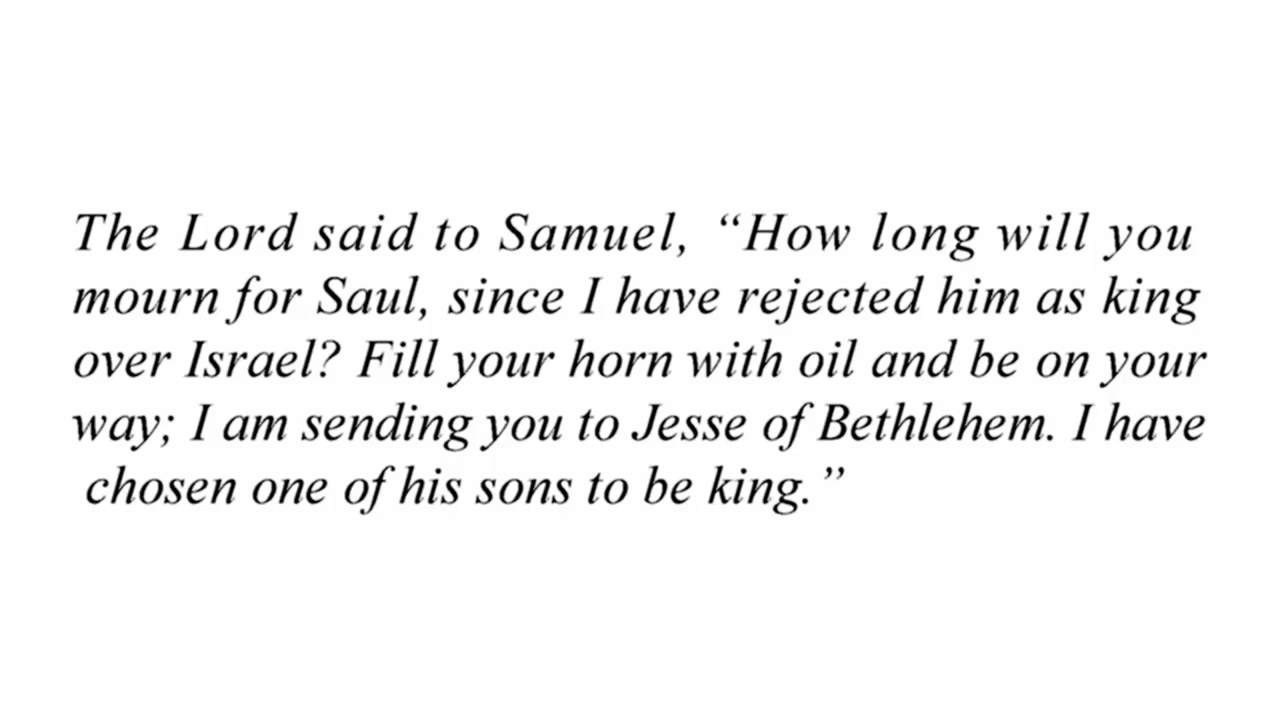 The Lord said to Samuel, “How long will you
mourn for Saul, since I have rejected him as king
over Israel? Fill your horn with oil and be on your
way; I am sending you to Jesse of Bethlehem. I have
chosen one of his sons to be king.”